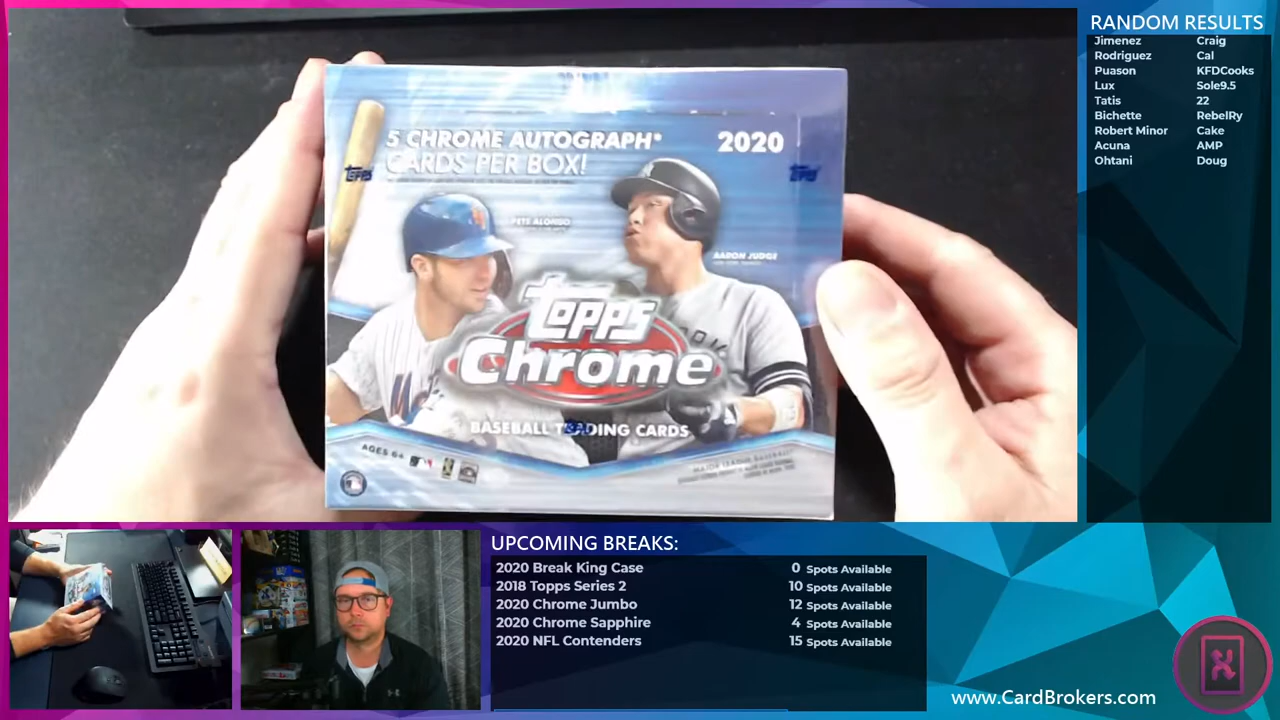 RANDOM RESULTS
Jimenez Craig
Rodriguez Cal
Puason KFDCooks
Lux Sole9.5
Tatis 22
Bichette RebelRy
Robert Minor Cake
Acuna AMP
Ohtani Doug
5 CHROME AUTOGRAPH*
CARDS PER BOX!
2020
Topps
Topps
PETE ALONSO
AARON JUDGE
Topps
Chrome
BASEBALL TRADING CARDS
AGES 6+
MAJOR LEAGUE BASEBALL
UPCOMING BREAKS:
2020 Break King Case 0 Spots Available
2018 Topps Series 2 10 Spots Available
2020 Chrome Jumbo 12 Spots Available
2020 Chrome Sapphire 4 Spots Available
2020 NFL Contenders 15 Spots Available
www.CardBrokers.com